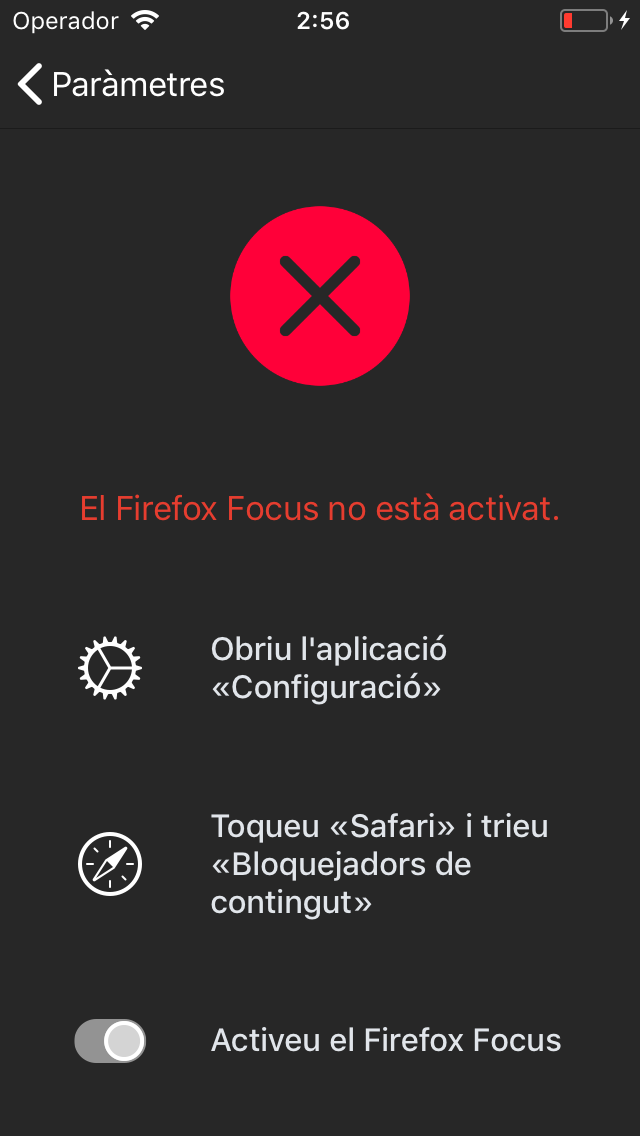 Operador 2:56
Paràmetres
El Firefox Focus no està activat.
Obriu l'aplicació
«Configuració»
Toqueu «Safari» i trieu
«Bloquejadors de
contingut»
Activeu el Firefox Focus